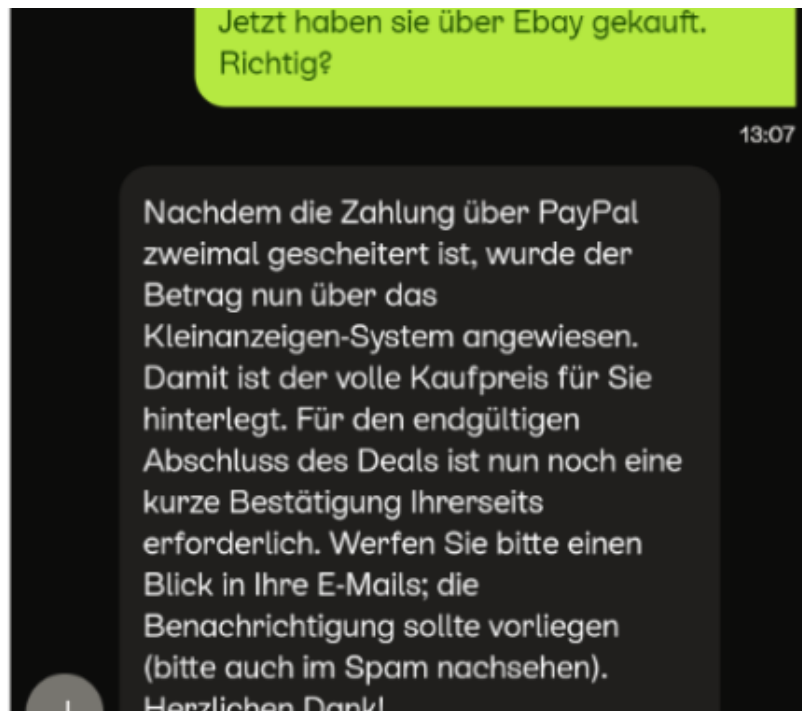 Jetzt haben sie über Ebay gekauft.
Richtig?
13:07
Nachdem die Zahlung über PayPal
zweimal gescheitert ist, wurde der
Betrag nun über das
Kleinanzeigen-System angewiesen.
Damit ist der volle Kaufpreis für Sie
hinterlegt. Für den endgültigen
Abschluss des Deals ist nun noch eine
kurze Bestätigung Ihrerseits
erforderlich. Werfen Sie bitte einen
Blick in Ihre E-Mails; die
Benachrichtigung sollte vorliegen
(bitte auch im Spam nachsehen).
Herzlichen Dank!